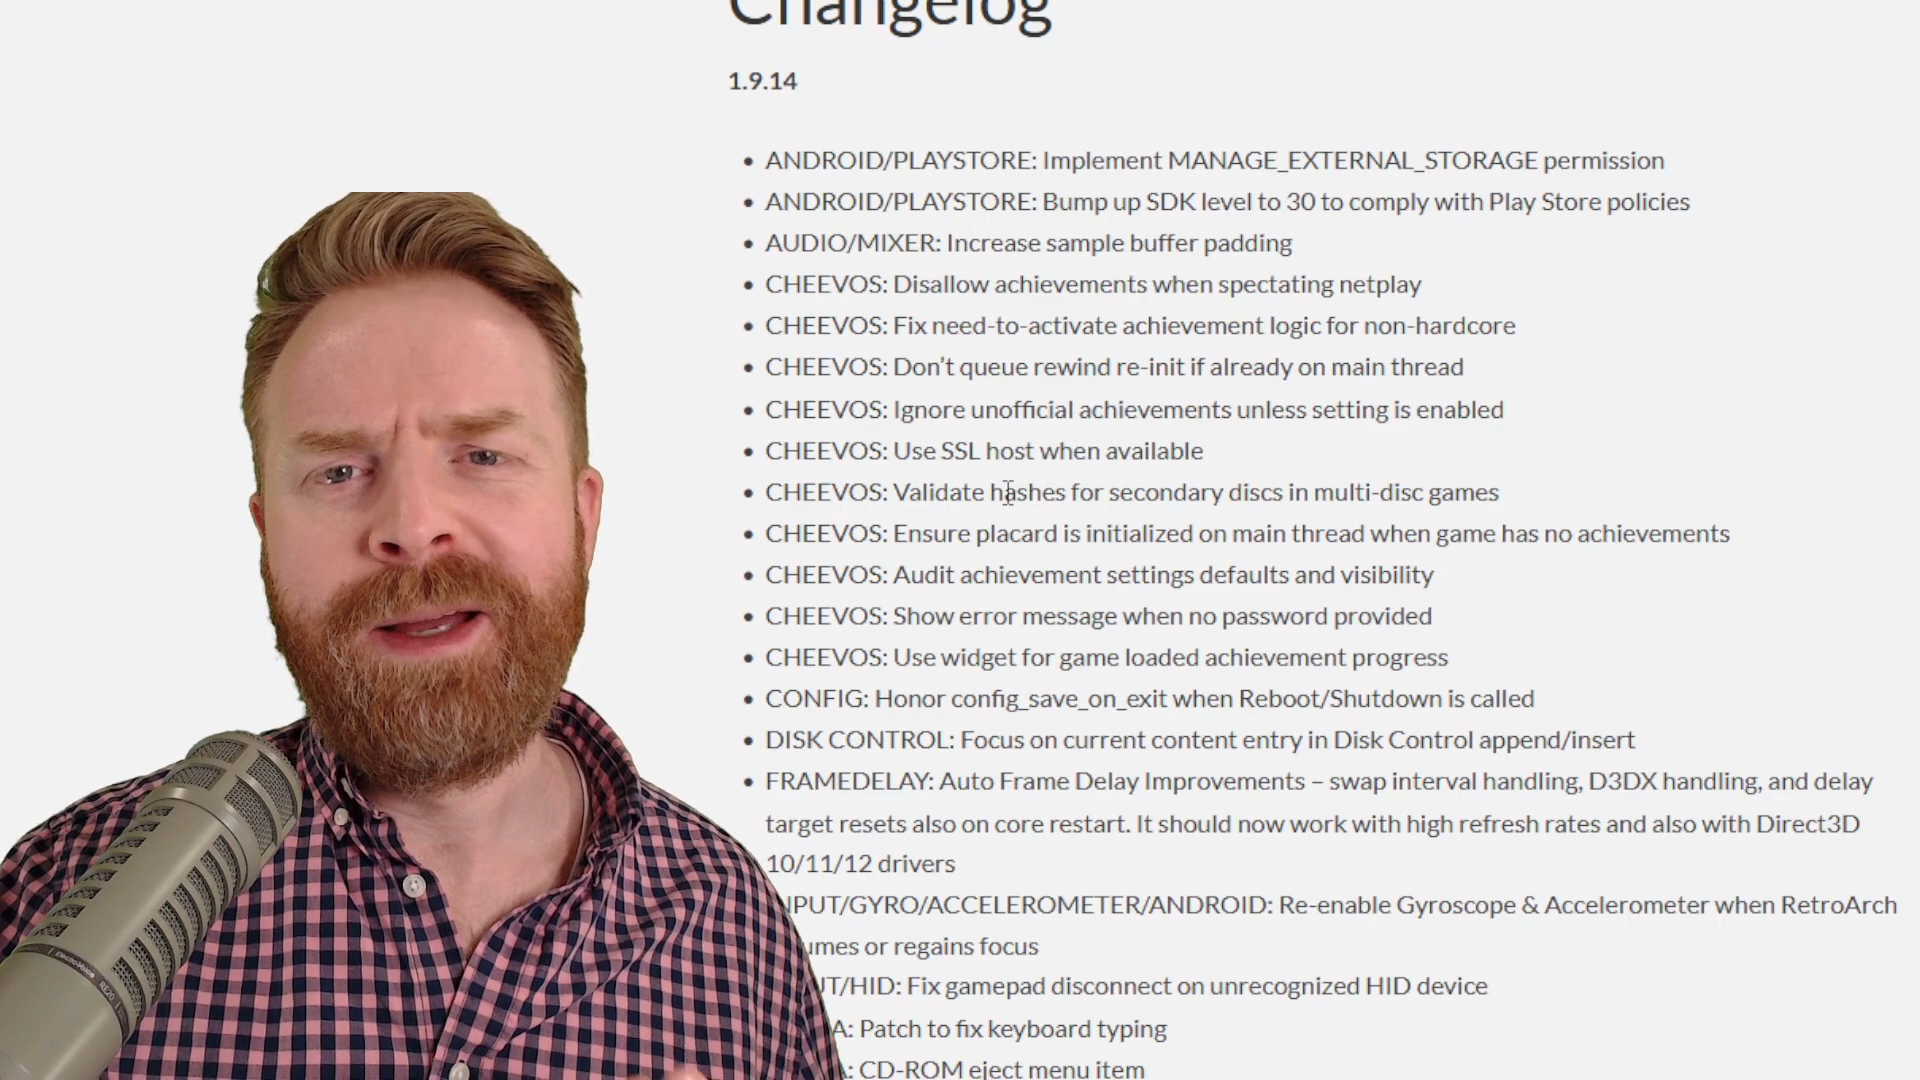 Changelog
1.9.14
• ANDROID/PLAYSTORE: Implement MANAGE_EXTERNAL_STORAGE permission
• ANDROID/PLAYSTORE: Bump up SDK level to 30 to comply with Play Store policies
• AUDIO/MIXER: Increase sample buffer padding
• CHEEVOS: Disallow achievements when spectating netplay
• CHEEVOS: Fix need-to-activate achievement logic for non-hardcore
• CHEEVOS: Don’t queue rewind re-init if already on main thread
• CHEEVOS: Ignore unofficial achievements unless setting is enabled
• CHEEVOS: Use SSL host when available
• CHEEVOS: Validate hashes for secondary discs in multi-disc games
• CHEEVOS: Ensure placard is initialized on main thread when game has no achievements
• CHEEVOS: Audit achievement settings defaults and visibility
• CHEEVOS: Show error message when no password provided
• CHEEVOS: Use widget for game loaded achievement progress
• CONFIG: Honor config_save_on_exit when Reboot/Shutdown is called
• DISK CONTROL: Focus on current content entry in Disk Control append/insert
• FRAMEDELAY: Auto Frame Delay Improvements – swap interval handling, D3DX handling, and delay
target resets also on core restart. It should now work with high refresh rates and also with Direct3D
10/11/12 drivers
NPUT/GYRO/ACCELEROMETER/ANDROID: Re-enable Gyroscope & Accelerometer when RetroArch
umes or regains focus
UT/HID: Fix gamepad disconnect on unrecognized HID device
A: Patch to fix keyboard typing
A: CD-ROM eject menu item
ElectroVoice RE20